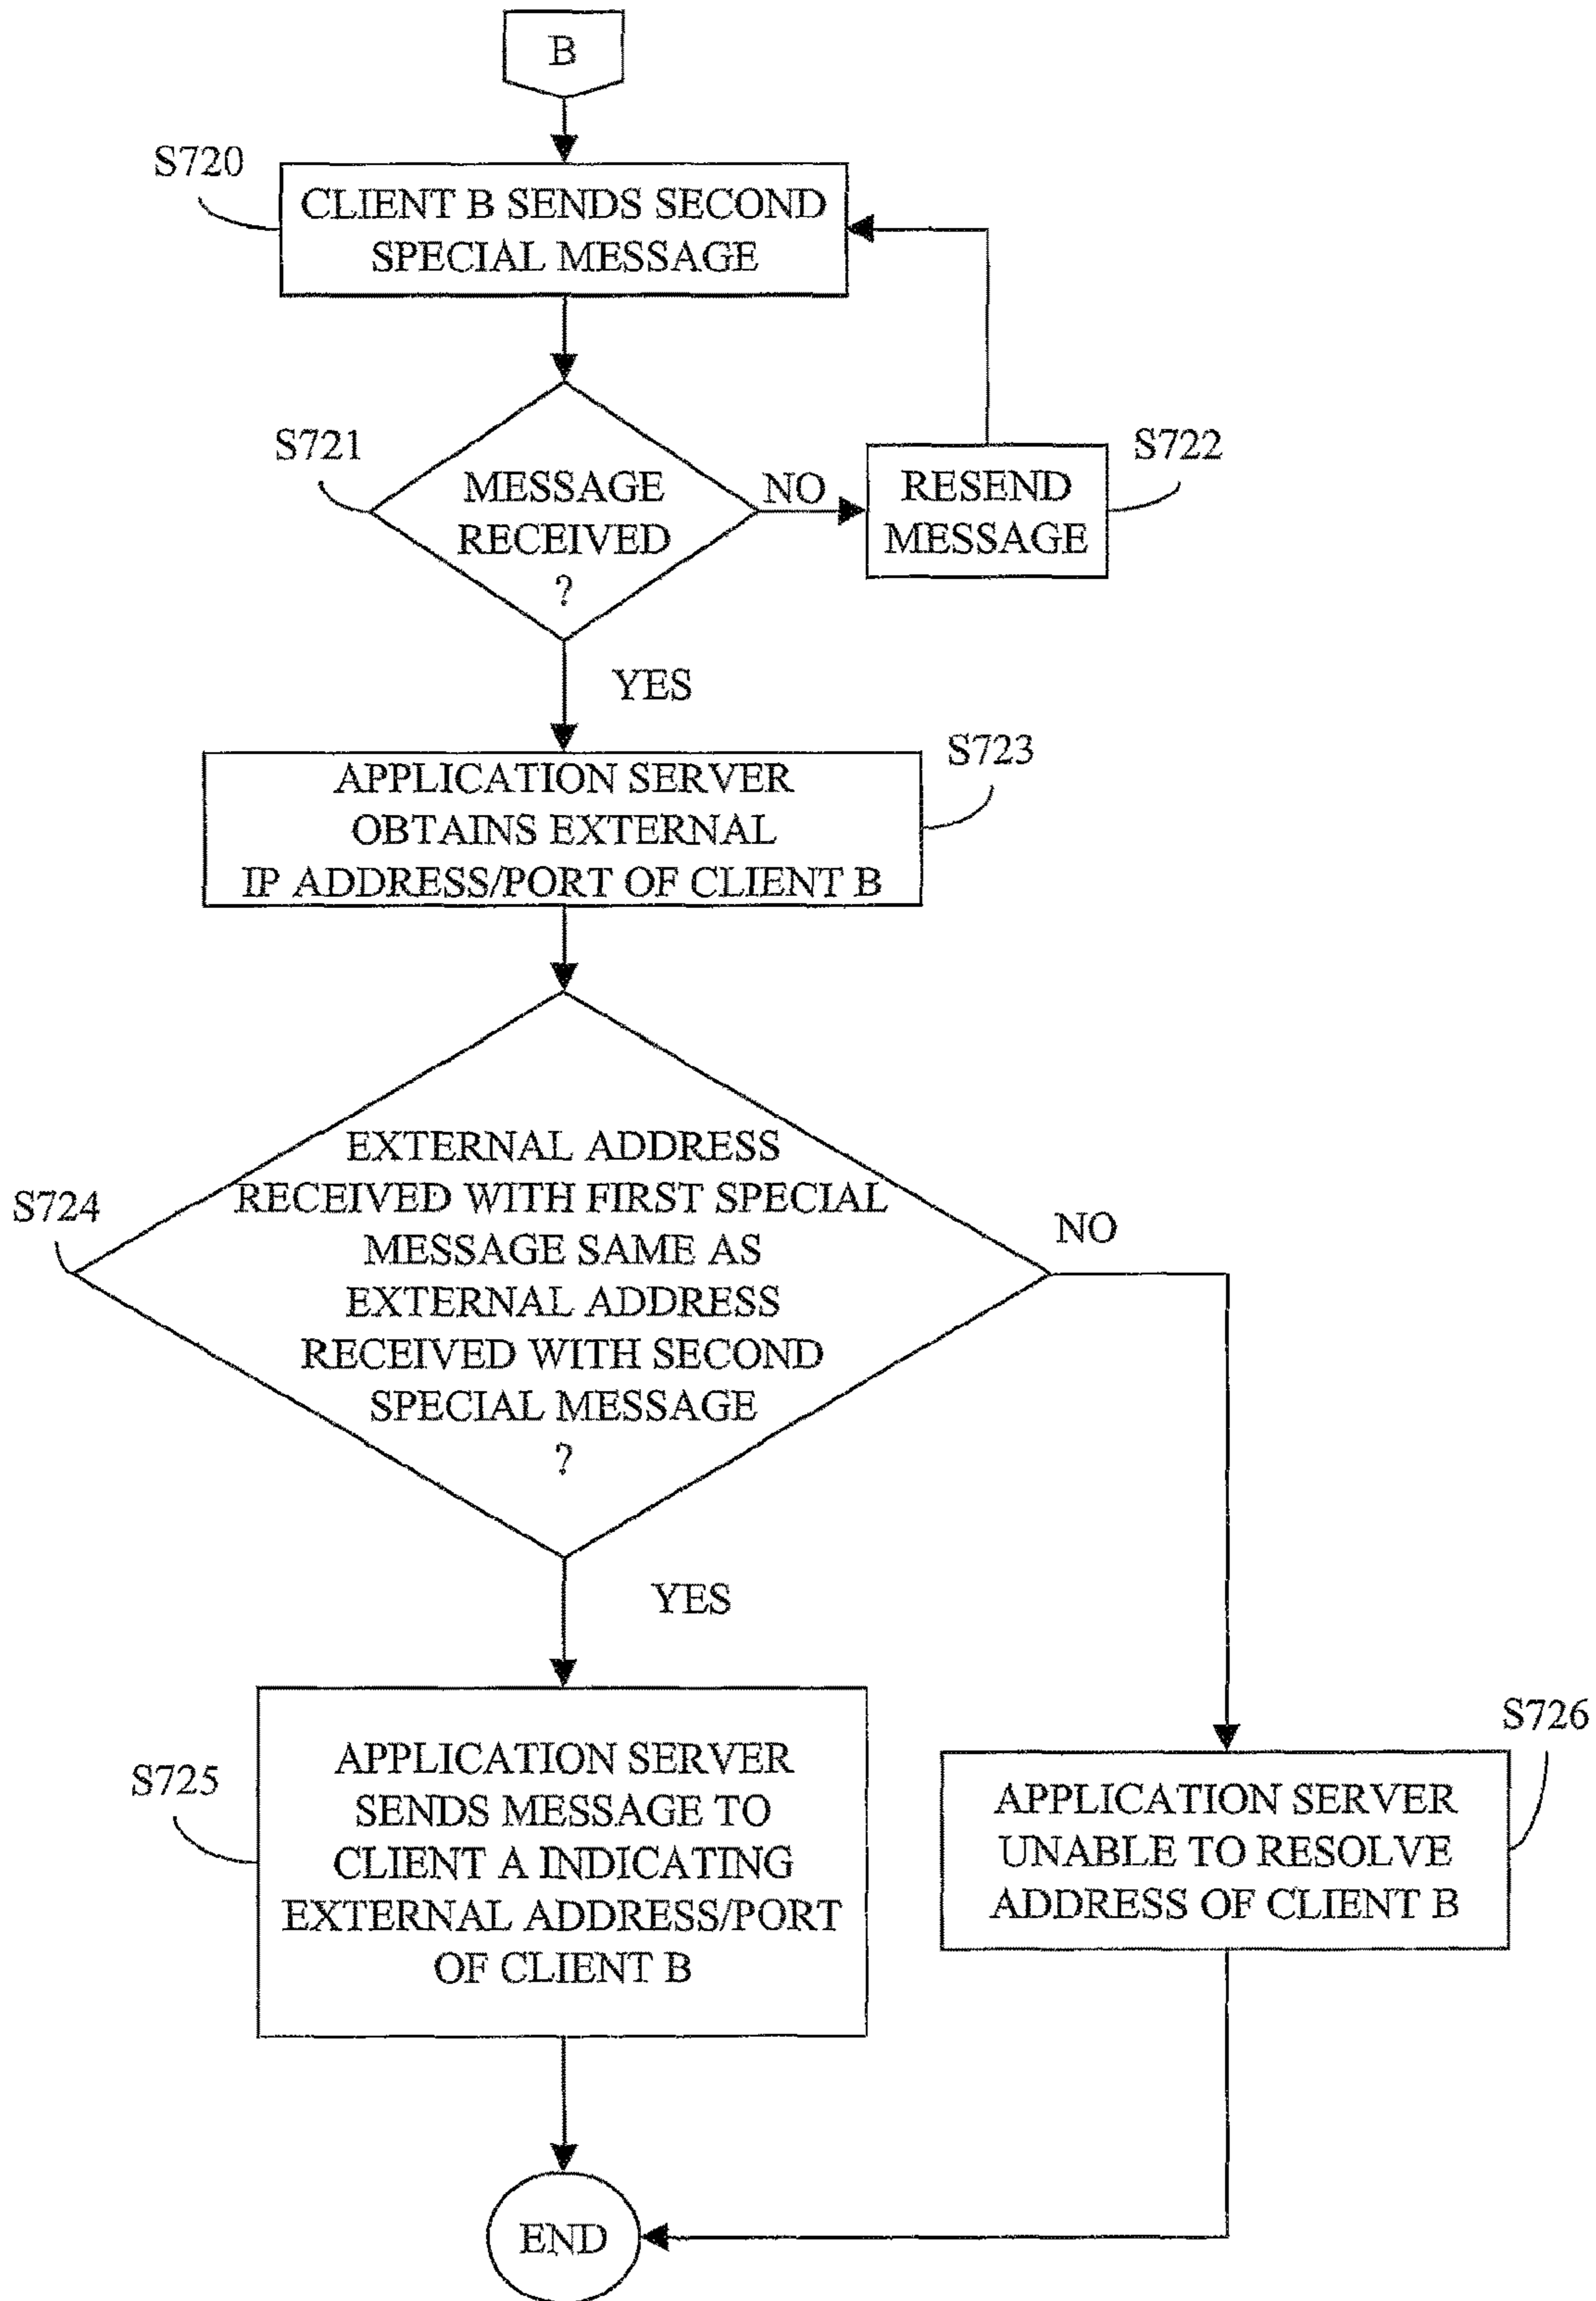 B
S720
CLIENT B SENDS SECOND
SPECIAL MESSAGE
S721
MESSAGE
RECEIVED
?
NO
RESEND
MESSAGE
S722
YES
S723
APPLICATION SERVER
OBTAINS EXTERNAL
IP ADDRESS/PORT OF CLIENT B
S724
EXTERNAL ADDRESS
RECEIVED WITH FIRST SPECIAL
MESSAGE SAME AS
EXTERNAL ADDRESS
RECEIVED WITH SECOND
SPECIAL MESSAGE
?
NO
YES
S725
APPLICATION SERVER
SENDS MESSAGE TO
CLIENT A INDICATING
EXTERNAL ADDRESS/PORT
OF CLIENT B
S726
APPLICATION SERVER
UNABLE TO RESOLVE
ADDRESS OF CLIENT B
END